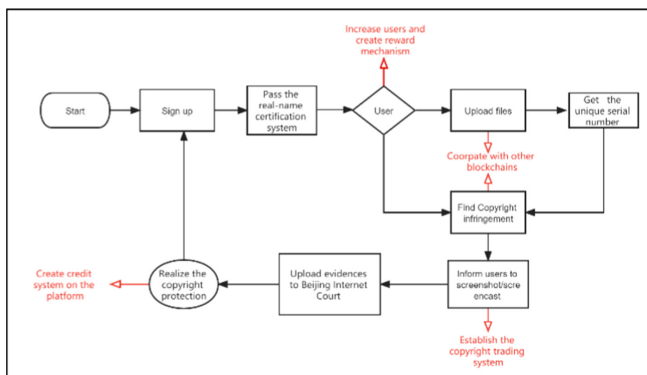 Increase users and
create reward
mechanism
Start
Sign up
Pass the
real-name
certification
system
User
Upload files
Get the
unique serial
number
Coorpate with other
blockchains
Find Copyright
infringement
Create credit
system on the
platform
Realize the
copyright
protection
Upload evidences
to Beijing Internet
Court
Inform users to
screenshot/scre
encast
Establish the
copyright trading
system